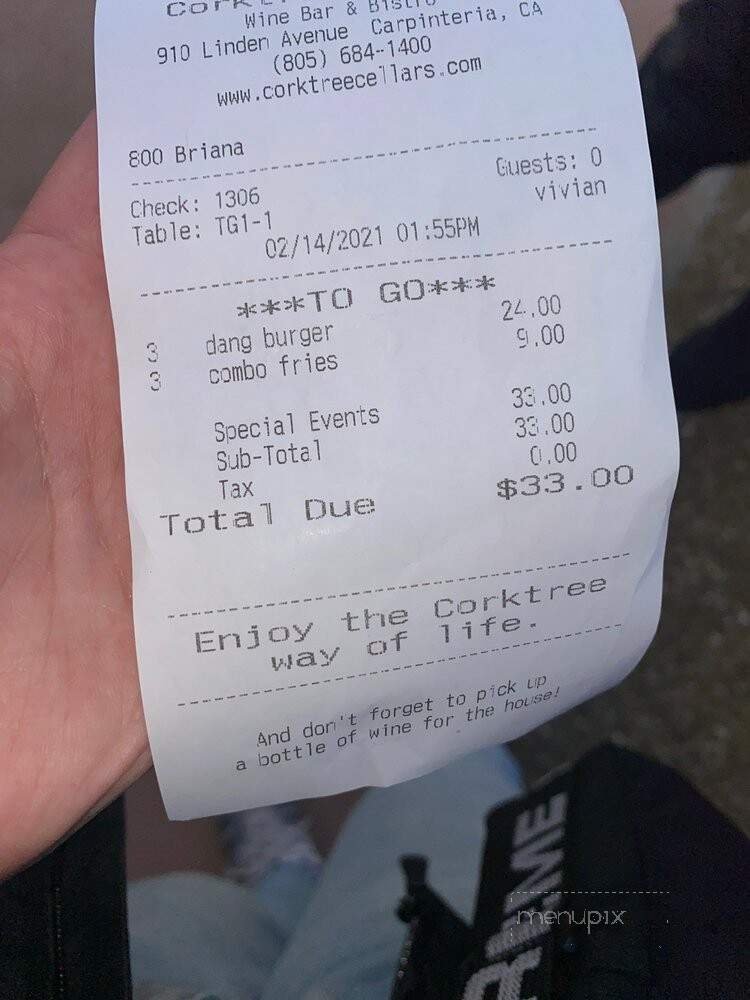 Wine Bar & Bistro
910 Linden Avenue Carpinteria, CA
(805) 684-1400
www.corktreecellars.com
800 Briana
Check: 1306 Guests: 0
Table: TG1-1 vivian
02/14/2021 01:55PM
***TO GO***
3 dang burger 24.00
3 combo fries 9.00
Special Events 33.00
Sub-Total 33.00
Tax 0.00
Total Due $33.00
Enjoy the Corktree
way of life.
And don't forget to pick up
a bottle of wine for the house!
menupix